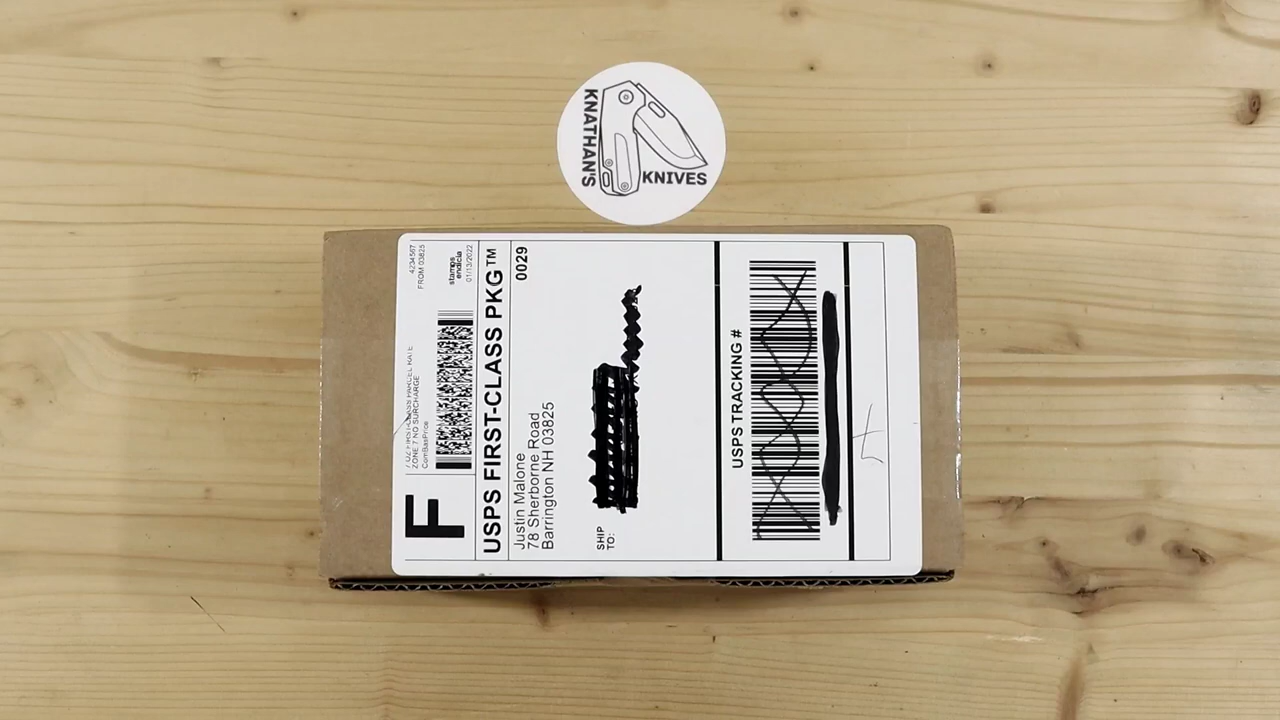 KNATHAN'S
KNIVES
F
4234567
FROM 03825
stamps
endicia
01/13/2022
ZONE 7 NO SURCHARGE
ComBasPrice
USPS FIRST-CLASS PKG™
Justin Malone
78 Sherborne Road
Barrington NH 03825
0029
SHIP
TO:
USPS TRACKING #